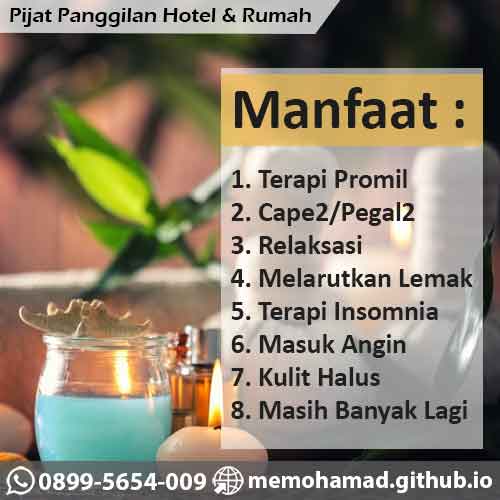 Pijat Panggilan Hotel & Rumah
Manfaat :
1. Terapi Promil
2. Cape2/Pegal2
3. Relaksasi
4. Melarutkan Lemak
5. Terapi Insomnia
6. Masuk Angin
7. Kulit Halus
8. Masih Banyak Lagi
0899-5654-009 memohamad.github.io